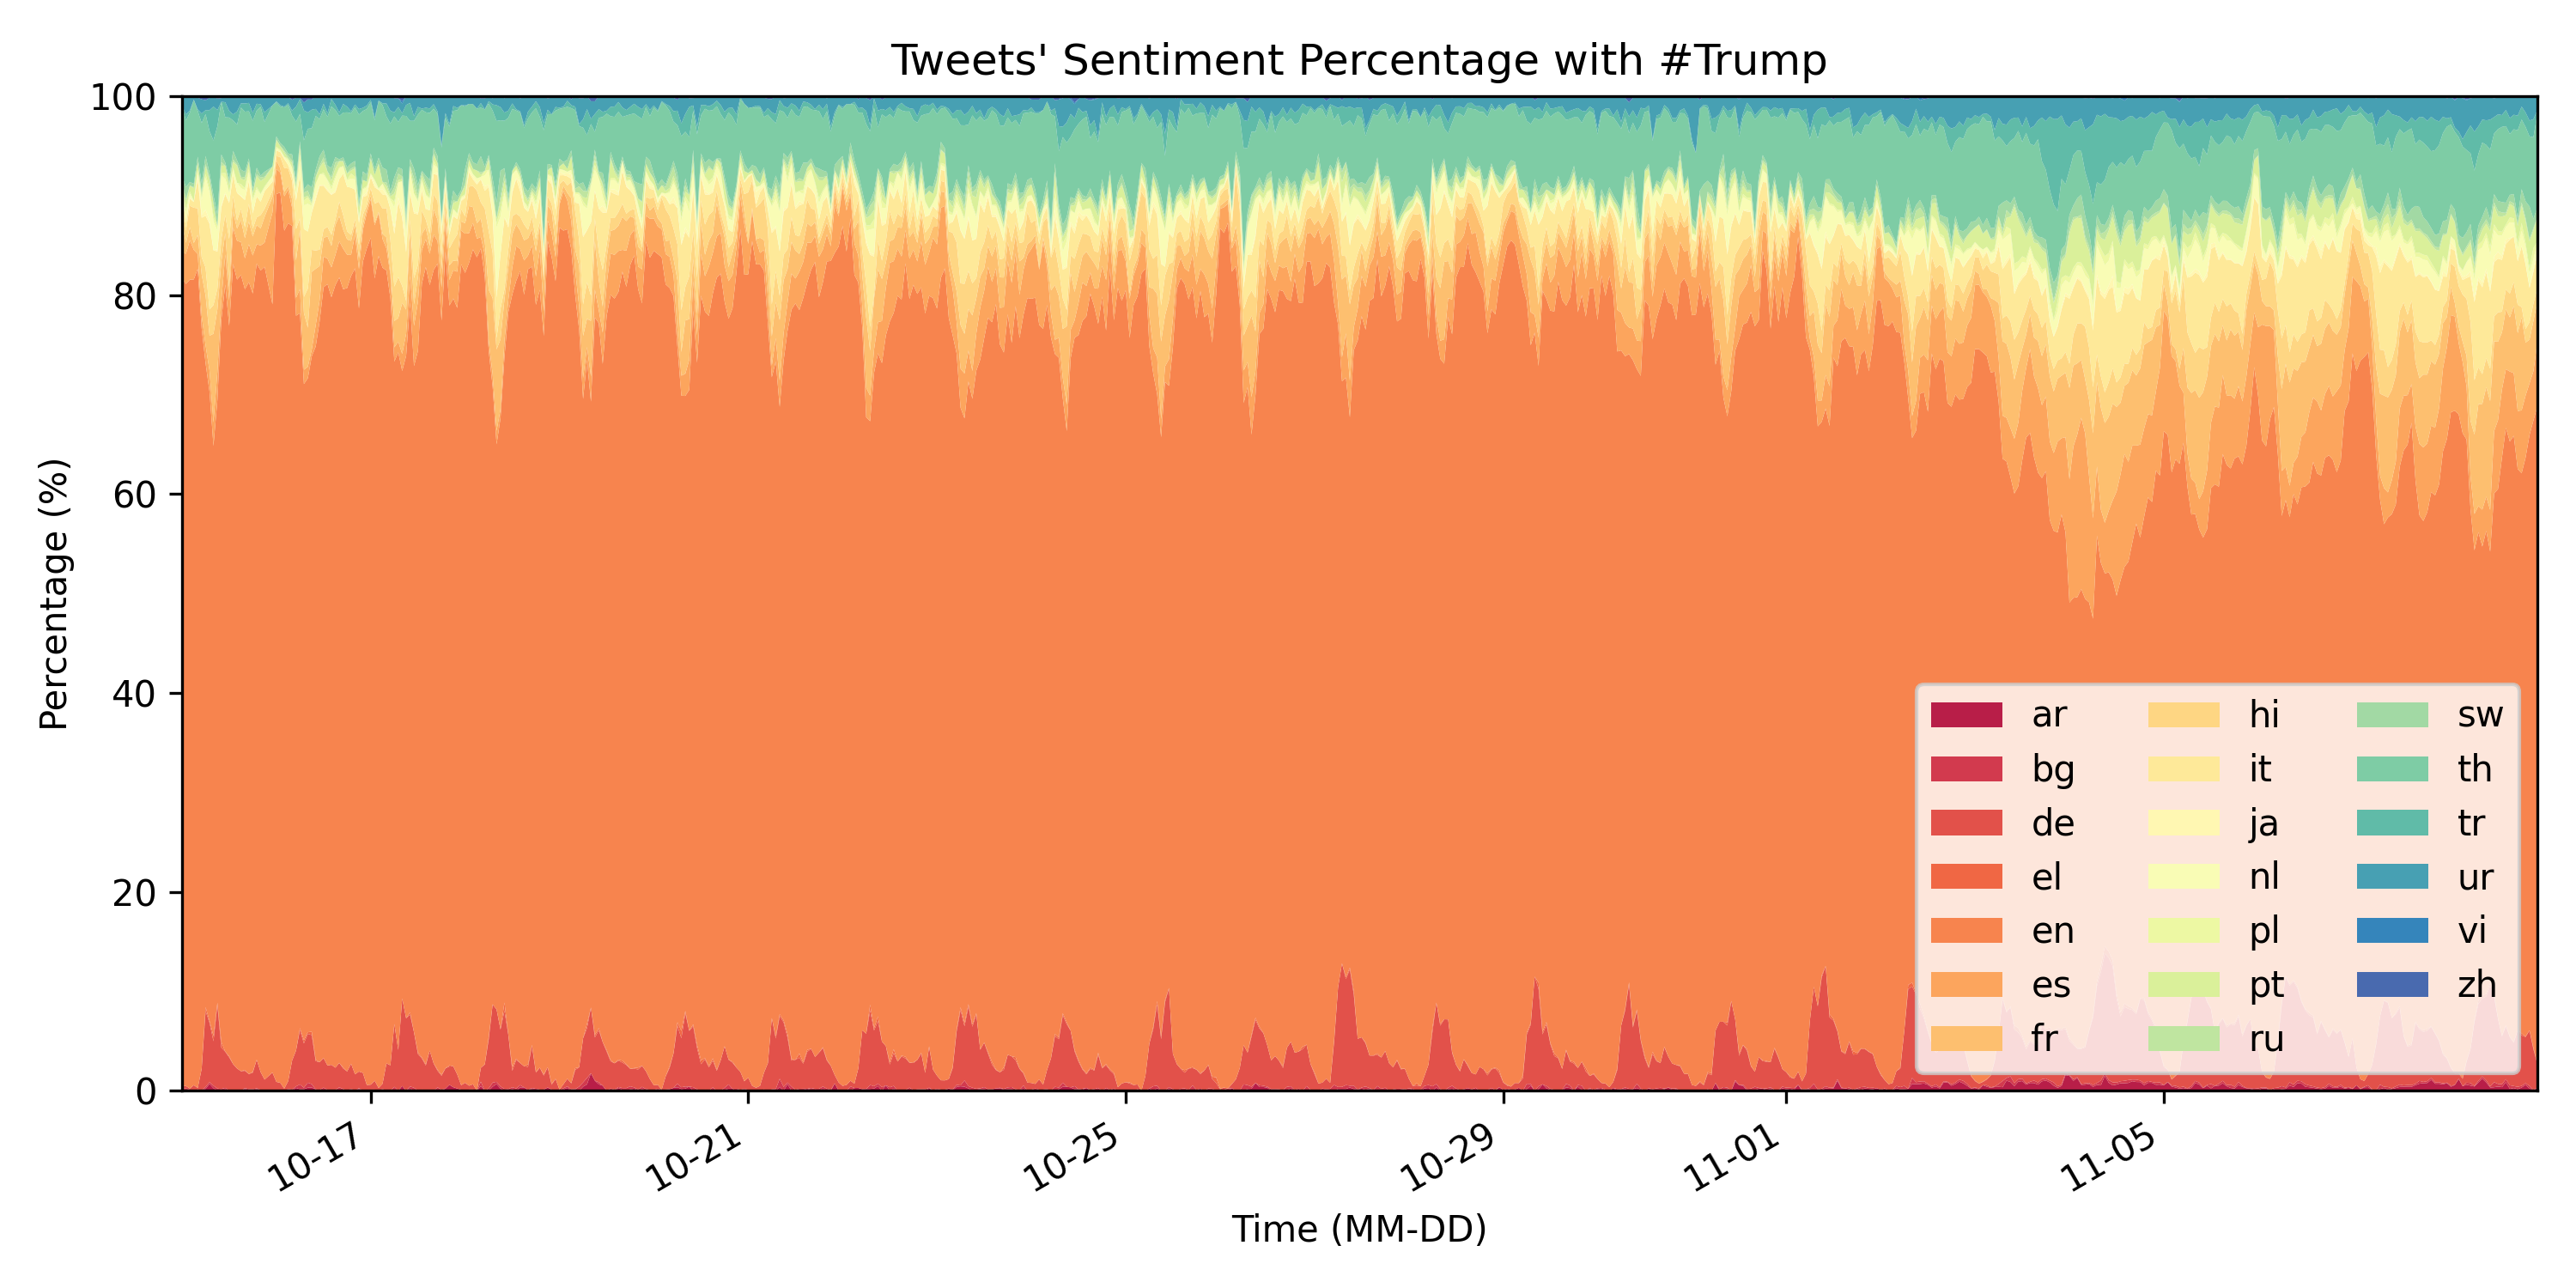 Tweets' Sentiment Percentage with #Trump
100
80
60
40
20
0
Percentage (%)
ar
bg
de
el
en
es
fr
hi
it
ja
nl
pl
pt
ru
sw
th
tr
ur
vi
zh
10-17
10-21
10-25
10-29
11-01
11-05
Time (MM-DD)